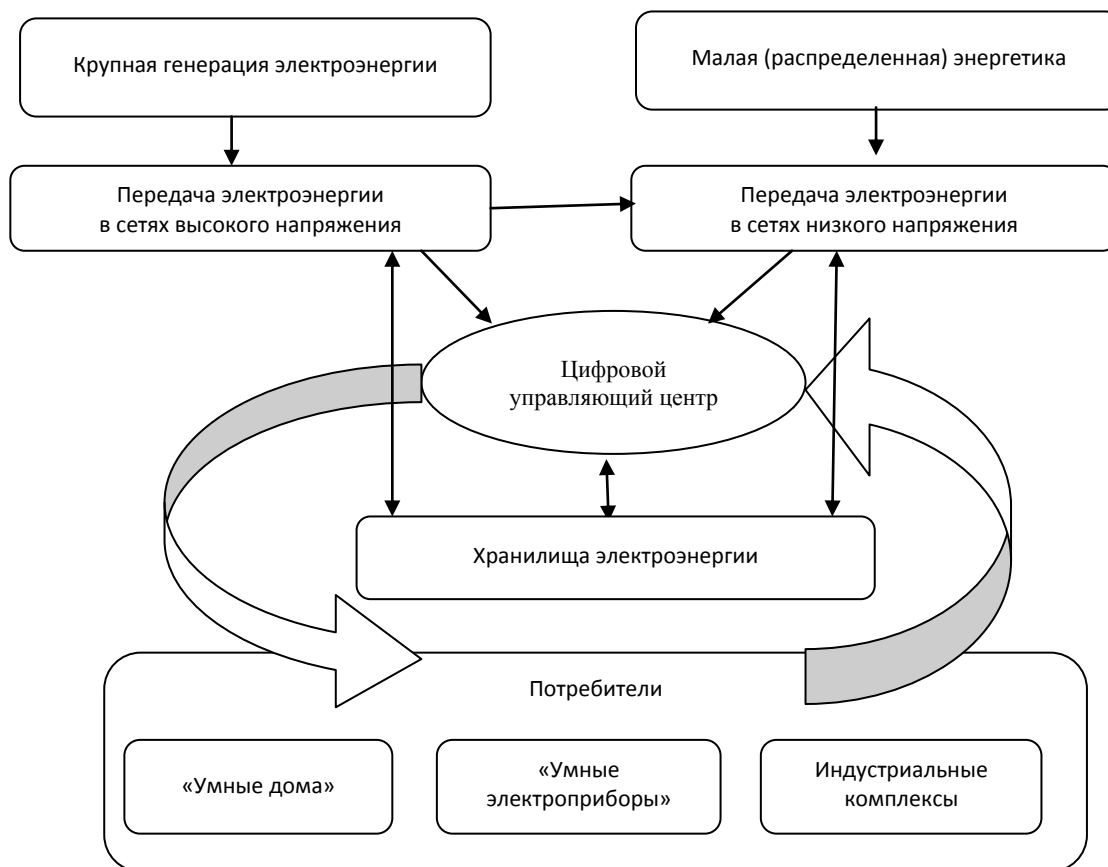 Крупная генерация электроэнергии
Малая (распределенная) энергетика
Передача электроэнергии
в сетях высокого напряжения
Передача электроэнергии
в сетях низкого напряжения
Цифровой
управляющий центр
Хранилища электроэнергии
Потребители
«Умные дома»
«Умные
электроприборы»
Индустриальные
комплексы